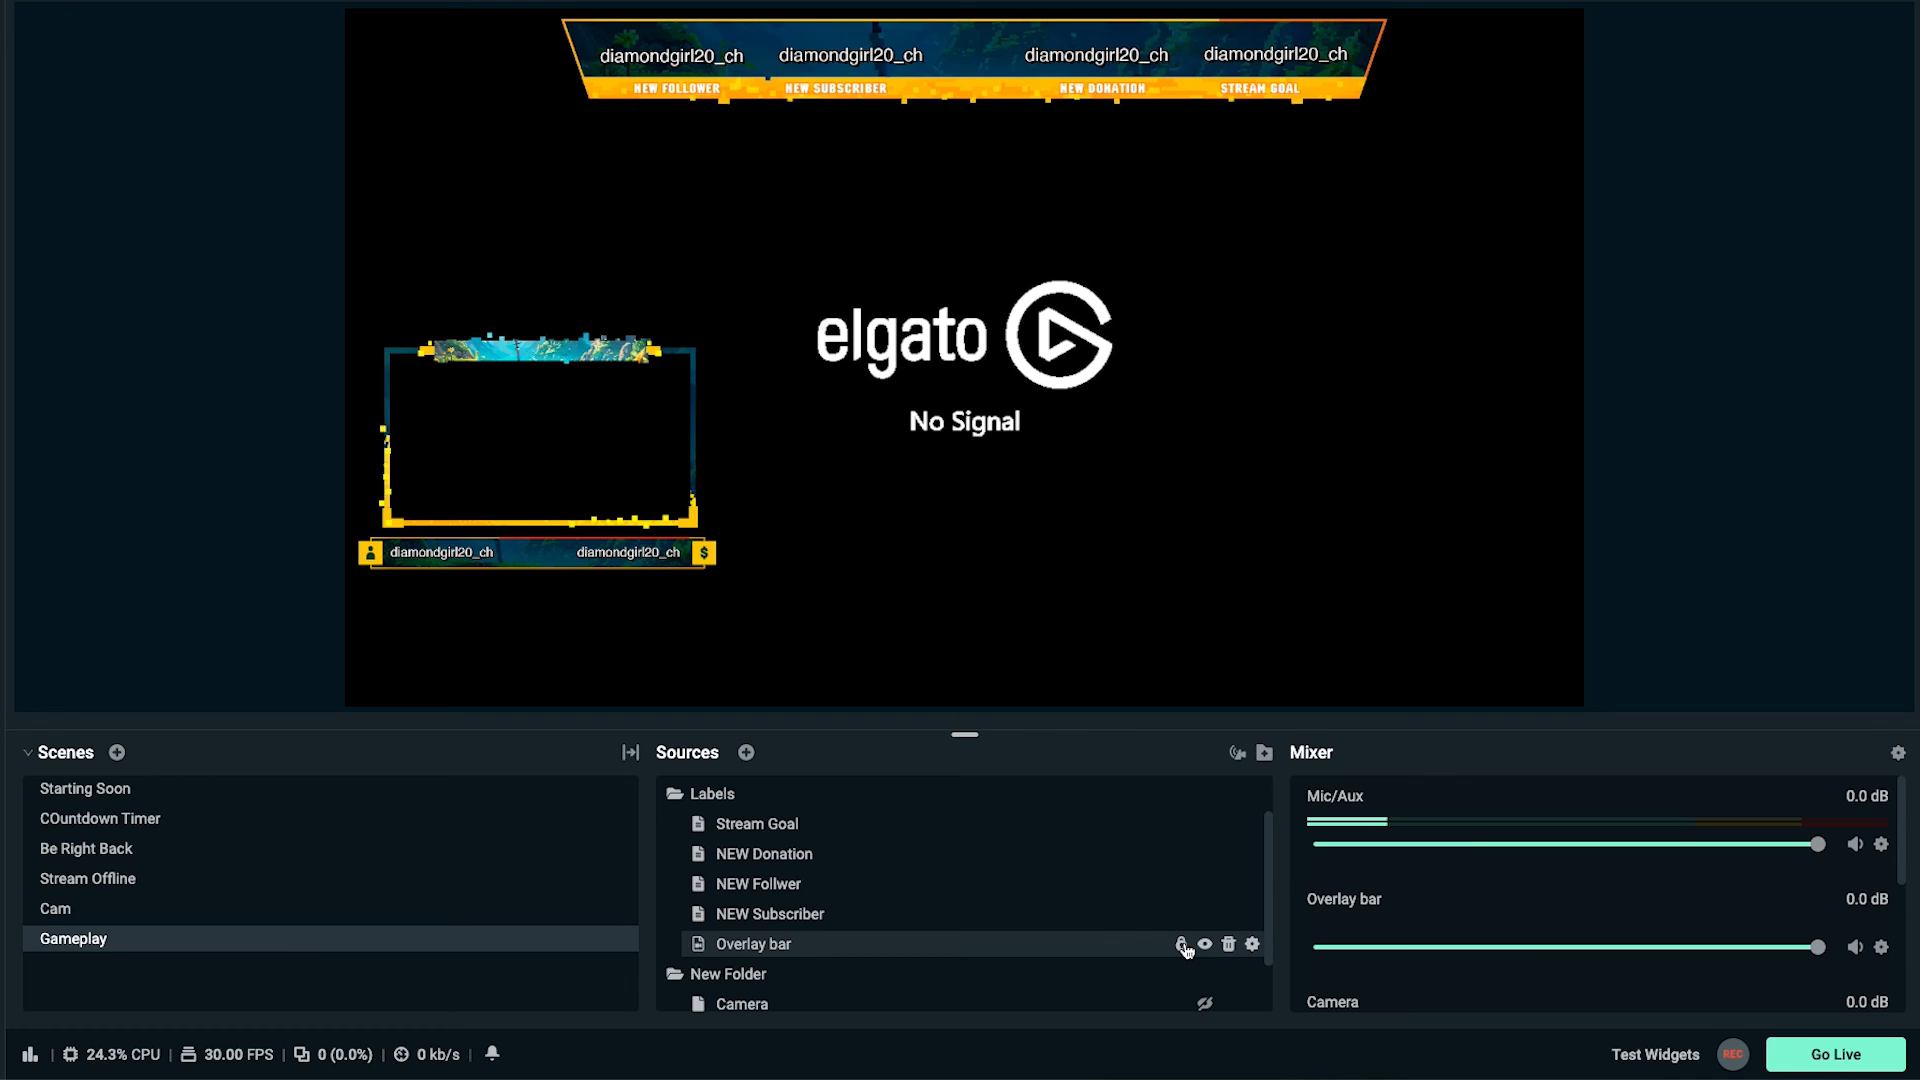 diamondgirl20_ch diamondgirl20_ch diamondgirl20_ch diamondgirl20_ch
NEW FOLLOWER NEW SUBSCRIBER NEW DONATION STREAM GOAL
elgato
No Signal
diamondgirl20_ch diamondgirl20_ch $
Scenes
Starting Soon
COuntdown Timer
Be Right Back
Stream Offline
Cam
Gameplay
Sources
Labels
Stream Goal
NEW Donation
NEW Follwer
NEW Subscriber
Overlay bar
New Folder
Camera
Mixer
Mic/Aux 0.0 dB
Overlay bar 0.0 dB
Camera 0.0 dB
24.3% CPU 30.00 FPS 0 (0.0%) 0 kb/s
Test Widgets REC Go Live